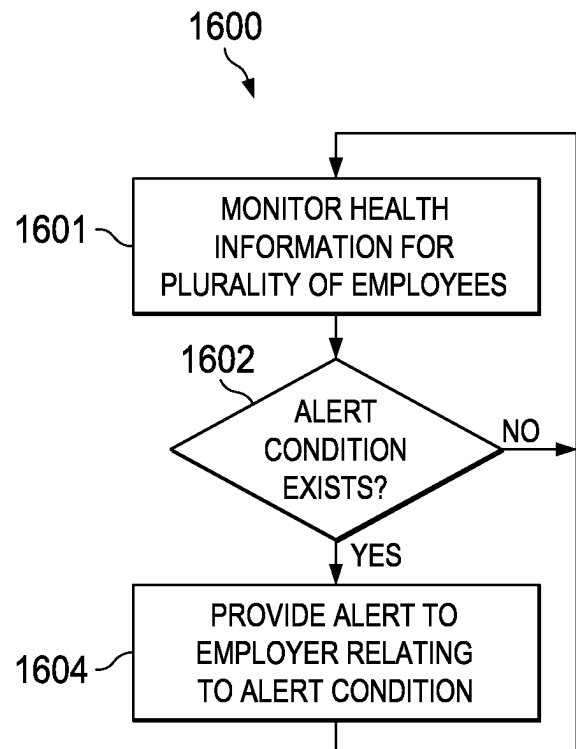 1600
1601
MONITOR HEALTH
INFORMATION FOR
PLURALITY OF EMPLOYEES
1602
ALERT
CONDITION
EXISTS?
NO
YES
1604
PROVIDE ALERT TO
EMPLOYER RELATING
TO ALERT CONDITION